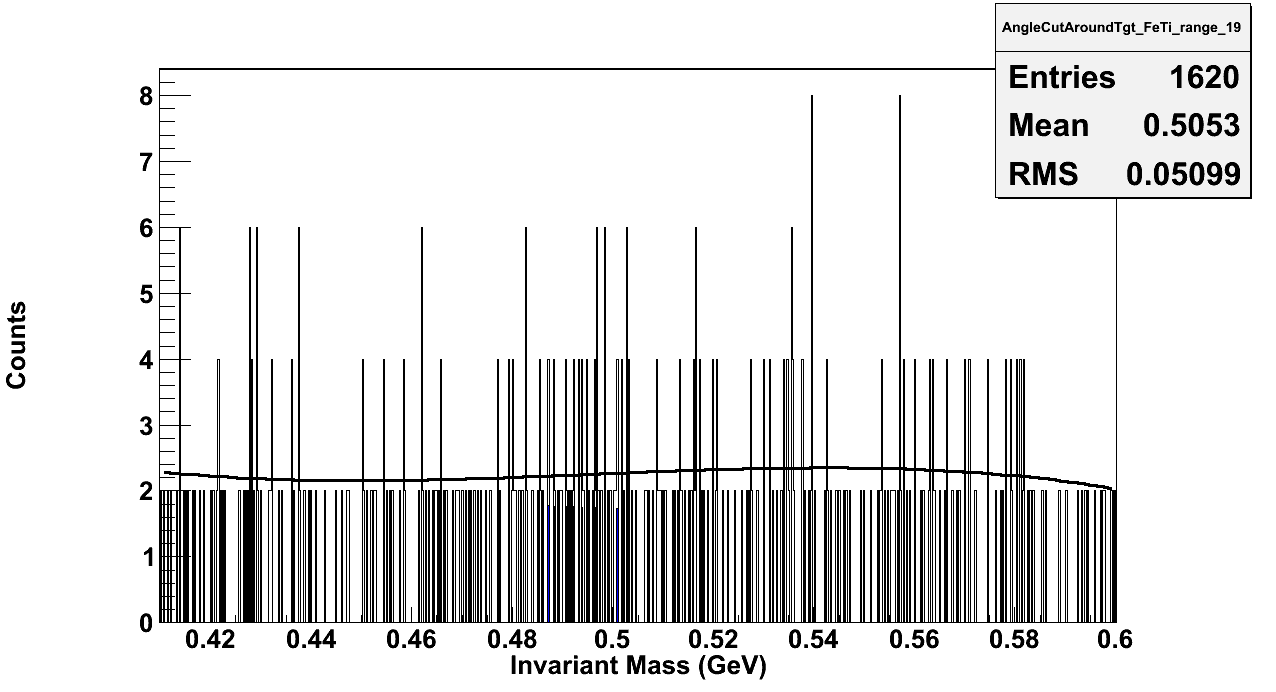 AngleCutAroundTgt_FeTi_range_19
Entries 1620
Mean 0.5053
RMS 0.05099
8
7
6
5
4
3
2
1
0
Counts
0.42 0.44 0.46 0.48 0.5 0.52 0.54 0.56 0.58 0.6
Invariant Mass (GeV)